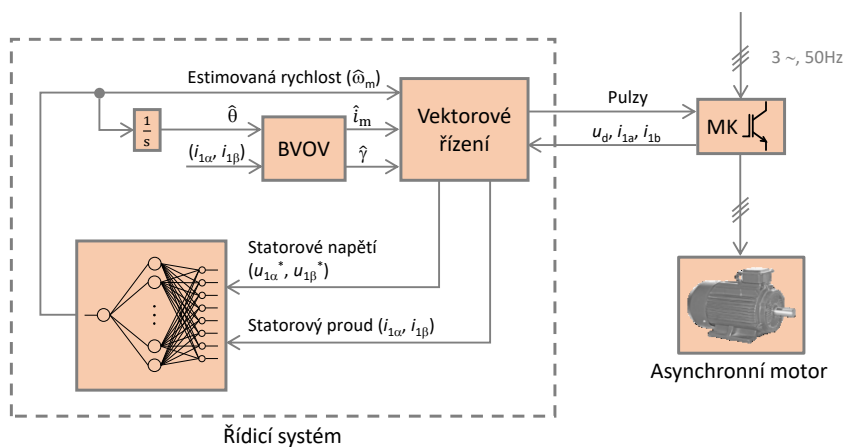 3 ~, 50Hz
Estimovaná rychlost (ω̂m)
Vektorové
řízení
Pulzy
MK
ud, i1a, i1b
1
s
θ̂
BVOV
îm
γ̂
(i1α, i1β)
Statorové napětí
(u1α*, u1β*)
Statorový proud (i1α, i1β)
Asynchronní motor
Řídicí systém